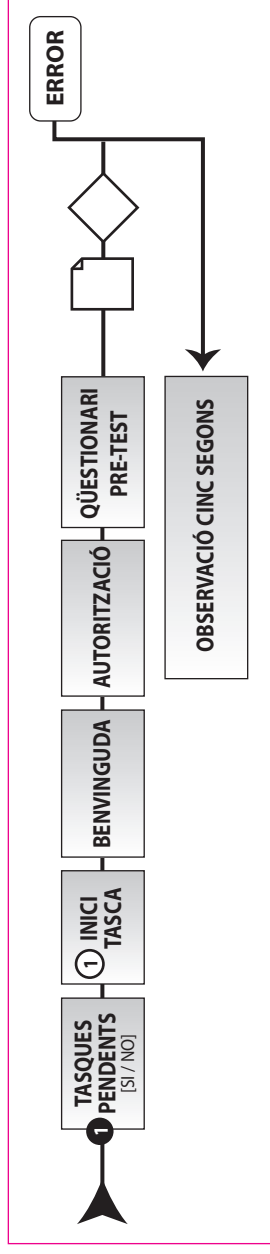 1
TASQUES
PENDENTS
[SI / NO]
1 INICI
TASCA
BENVINGUDA
AUTORITZACIÓ
QÜESTIONARI
PRE-TEST
ERROR
OBSERVACIÓ CINC SEGONS